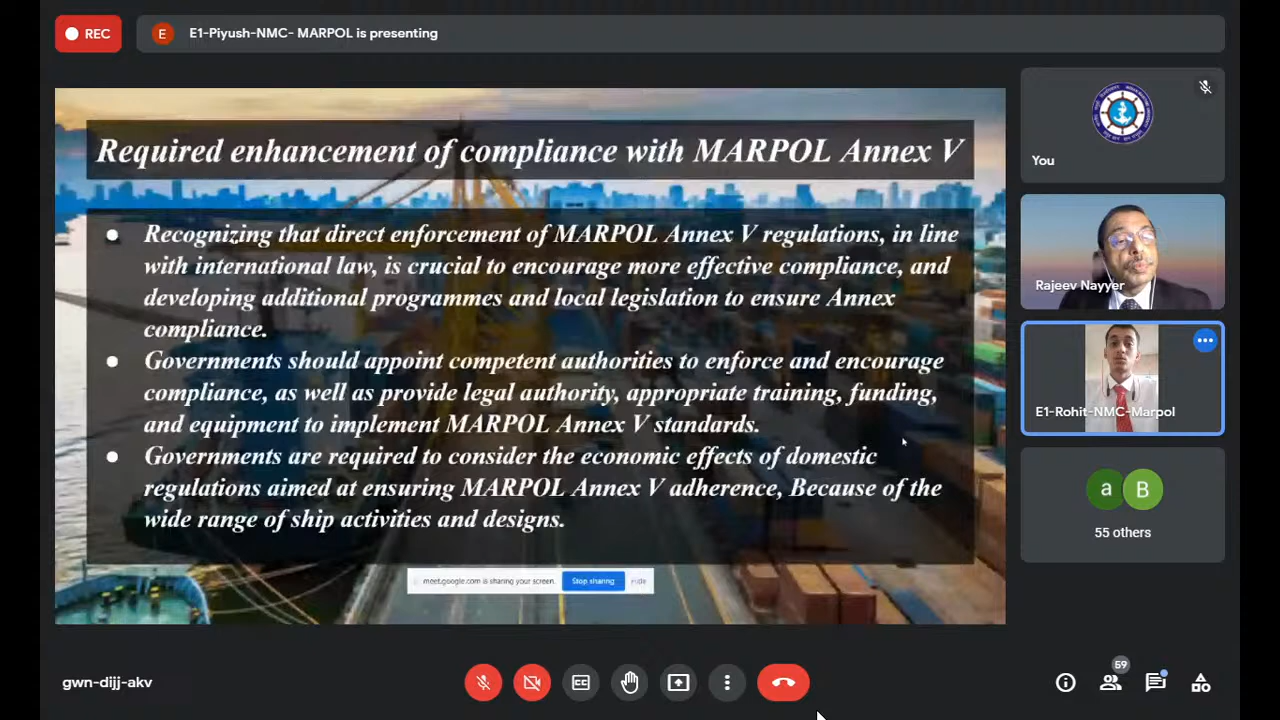 REC
E
E1-Piyush-NMC- MARPOL is presenting
Required enhancement of compliance with MARPOL Annex V
Recognizing that direct enforcement of MARPOL Annex V regulations, in line
with international law, is crucial to encourage more effective compliance, and
developing additional programmes and local legislation to ensure Annex
compliance.
Governments should appoint competent authorities to enforce and encourage
compliance, as well as provide legal authority, appropriate training, funding,
and equipment to implement MARPOL Annex V standards.
Governments are required to consider the economic effects of domestic
regulations aimed at ensuring MARPOL Annex V adherence, Because of the
wide range of ship activities and designs.
meet.google.com is sharing your screen.
Stop sharing
Hide
You
Rajeev Nayyer
E1-Rohit-NMC-Marpol
a
B
55 others
gwn-dijj-akv
CC
59